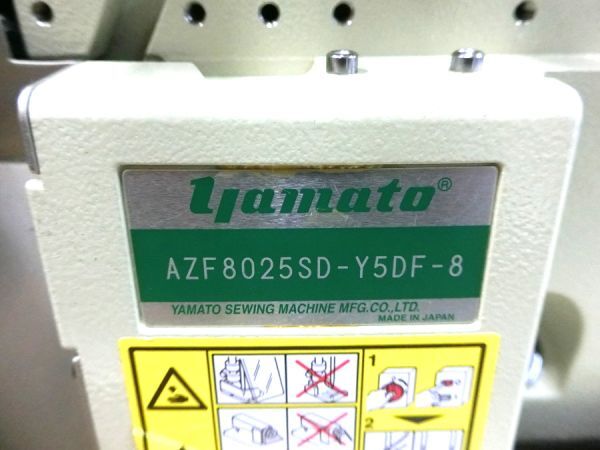 yamato®
AZF8025SD-Y5DF-8
YAMATO SEWING MACHINE MFG.CO.,LTD.
MADE IN JAPAN
1
2